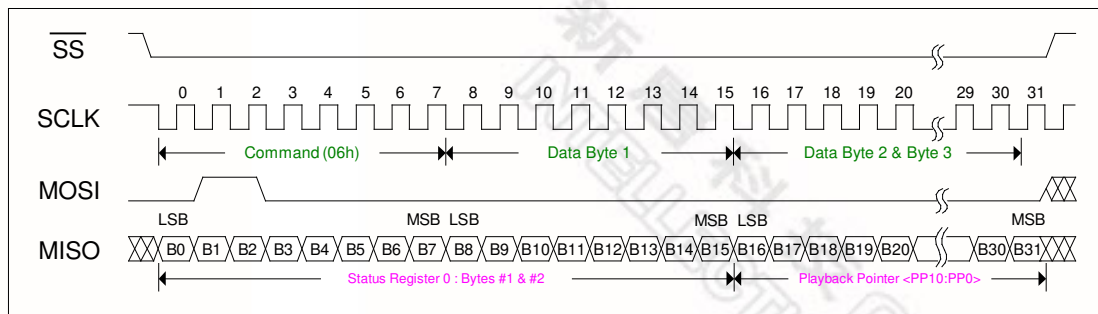 SS
0 1 2 3 4 5 6 7 8 9 10 11 12 13 14 15 16 17 18 19 20 29 30 31
SCLK
Command (06h) Data Byte 1 Data Byte 2 & Byte 3
MOSI
LSB MSB LSB MSB LSB MSB
MISO B0 B1 B2 B3 B4 B5 B6 B7 B8 B9 B10 B11 B12 B13 B14 B15 B16 B17 B18 B19 B20 B30 B31
Status Register 0 : Bytes #1 & #2 Playback Pointer <PP10:PP0>